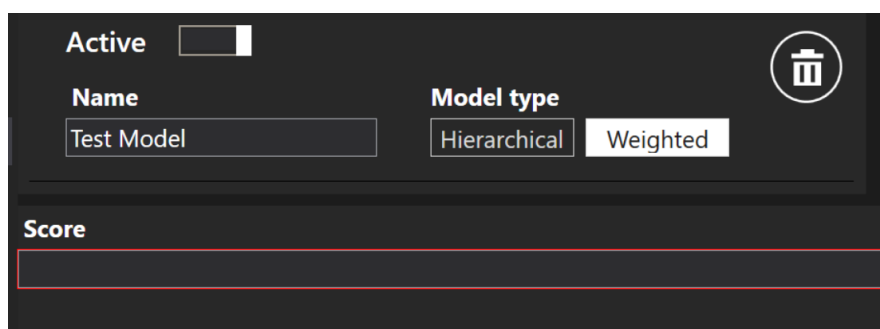 Active
Name
Model type
Test Model
Hierarchical
Weighted
Score